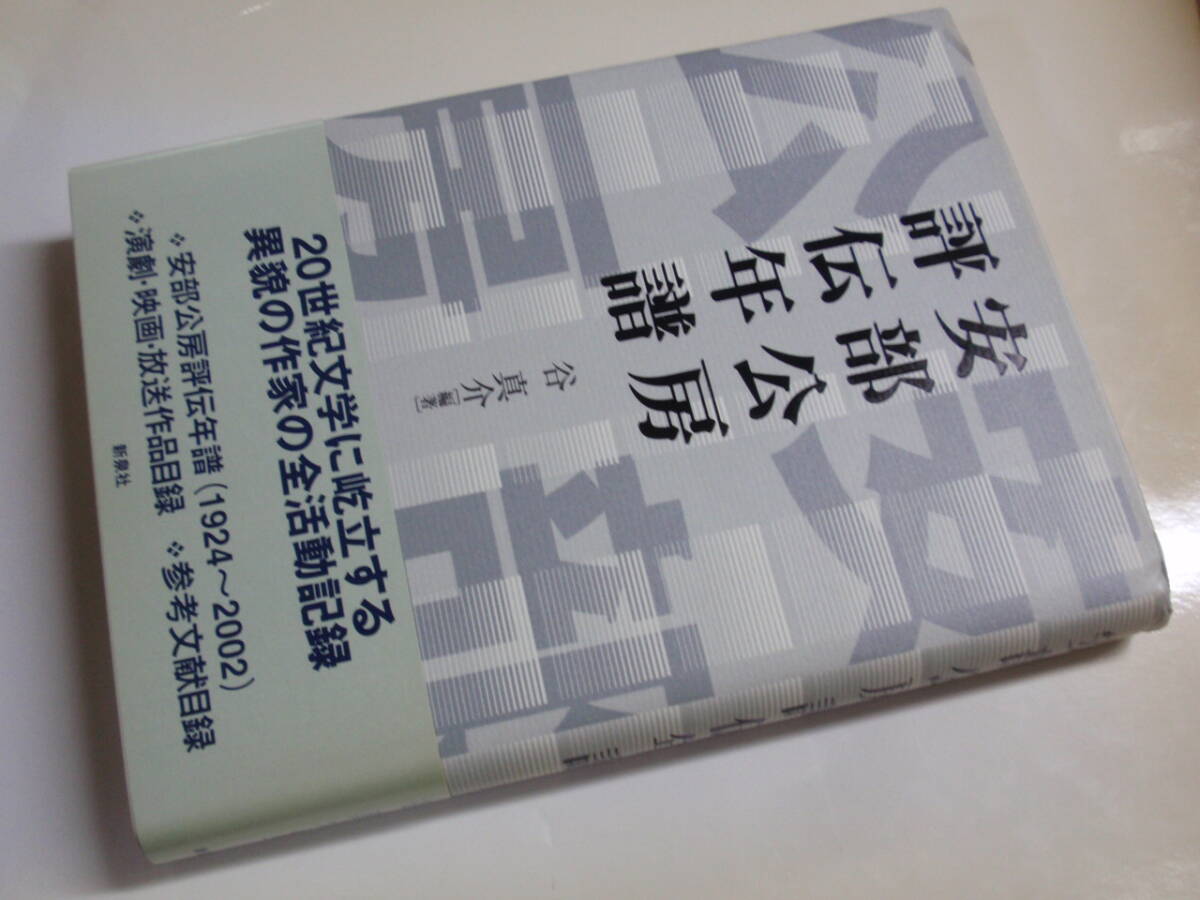 安部公房
評伝年譜
谷真介[編著]
20世紀文学に屹立する
異貌の作家の全活動記録
❖安部公房評伝年譜(1924〜2002)
❖演劇・映画・放送作品目録 ❖参考文献目録
新泉社